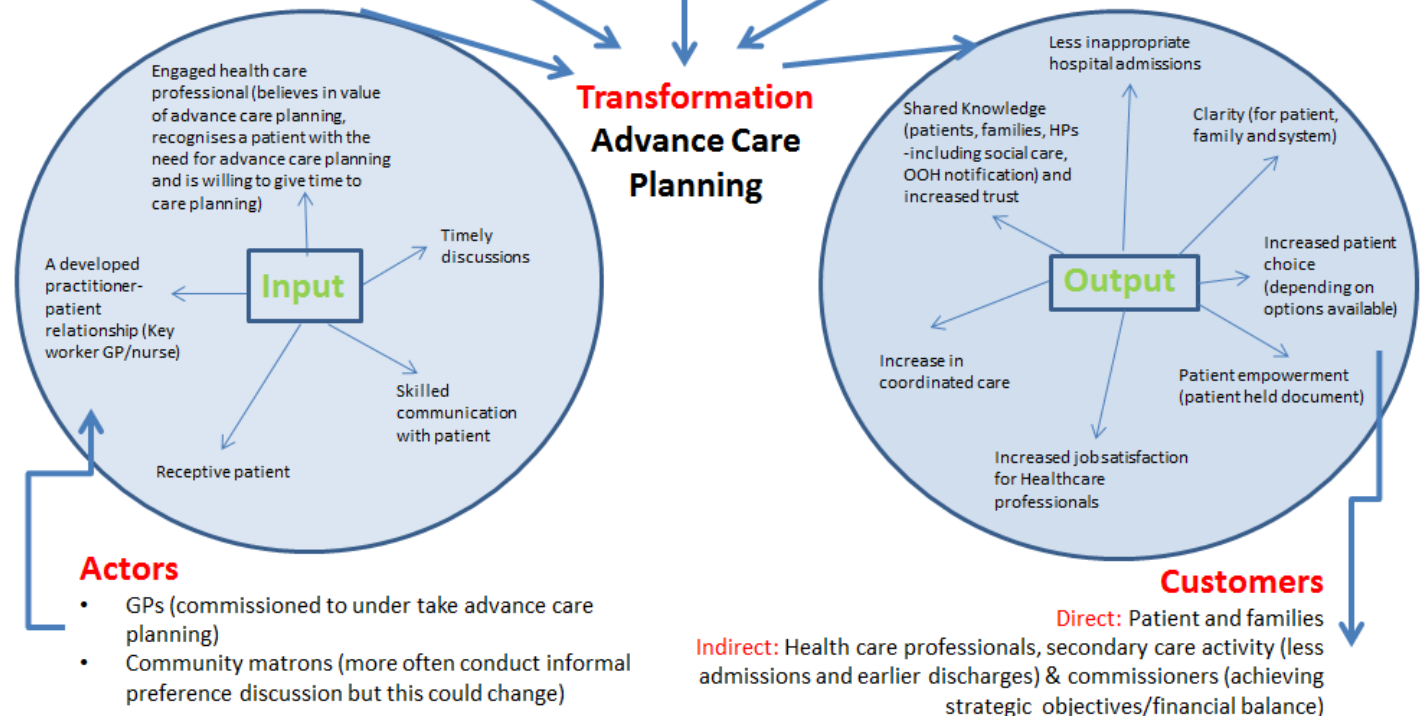 Engaged health care
professional (believes in value
of advance care planning,
recognises a patient with the
need for advance care planning
and is willing to give time to
care planning)
A developed
practitioner-
patient
relationship (Key
worker GP/nurse)
Input
Timely
discussions
Skilled
communication
with patient
Receptive patient
Transformation
Advance Care
Planning
Less inappropriate
hospital admissions
Shared Knowledge
(patients, families, HPs
-including social care,
OOH notification) and
increased trust
Clarity (for patient,
family and system)
Output
Increased patient
choice
(depending on
options available)
Increase in
coordinated care
Patient empowerment
(patient held document)
Increased job satisfaction
for Healthcare
professionals
Actors
• GPs (commissioned to under take advance care
planning)
• Community matrons (more often conduct informal
preference discussion but this could change)
Customers
Direct: Patient and families
Indirect: Health care professionals, secondary care activity (less
admissions and earlier discharges) & commissioners (achieving
strategic objectives/financial balance)